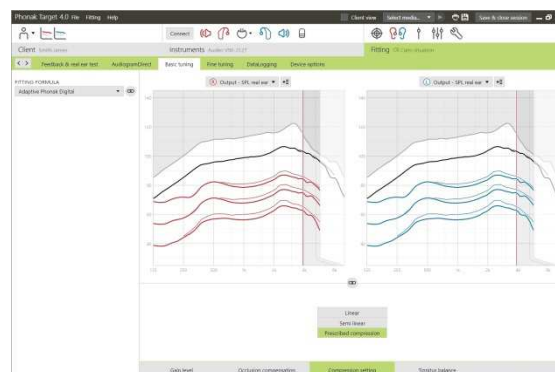 Phonak Target 4.0 File Fitting Help
Client view Select media... Save & close session
Connect
Client Instruments Fitting
Feedback & real ear test AudiogramDirect Basic tuning Fine tuning DataLogging Device options
FITTING FORMULA
Adaptive Phonak Digital
Output - SPL real ear
Output - SPL real ear
Linear
Semi linear
Prescribed compression
Gain level Occlusion compensation Compression setting Tinnitus balance